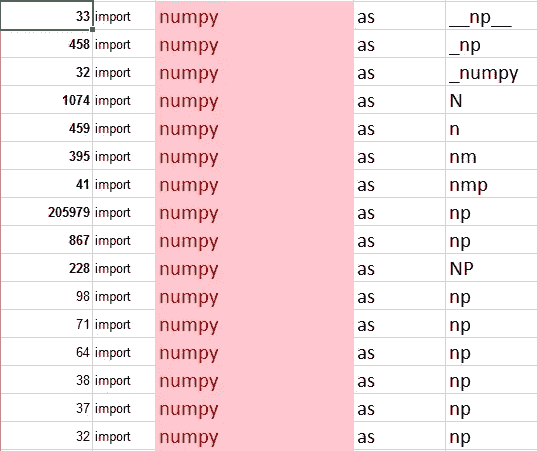 33 import numpy as __np__
458 import numpy as _np
32 import numpy as _numpy
1074 import numpy as N
459 import numpy as n
395 import numpy as nm
41 import numpy as nmp
205979 import numpy as np
867 import numpy as np
228 import numpy as NP
98 import numpy as np
71 import numpy as np
64 import numpy as np
38 import numpy as np
37 import numpy as np
32 import numpy as np